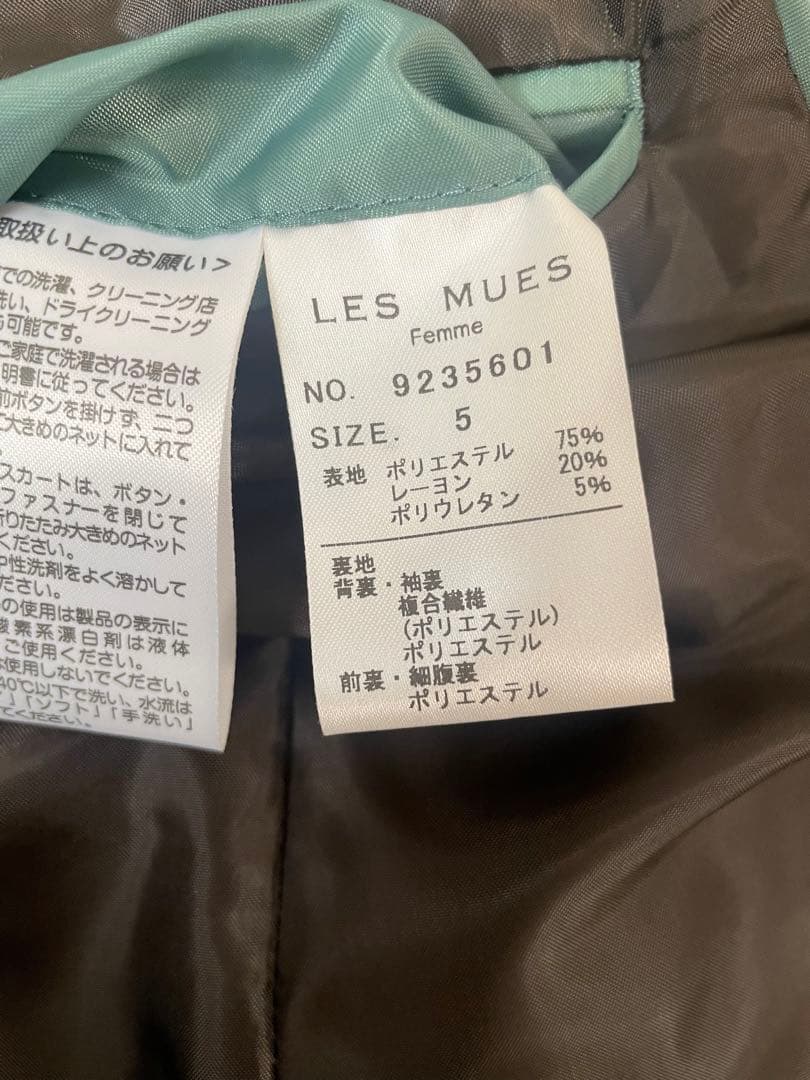 取扱い上のお願い>
での洗濯、クリーニング店
洗い、ドライクリーニング
可能です。
ご家庭で洗濯される場合は
明書に従ってください。
前ボタンを掛けず、二つ
大きめのネットに入れて
スカートは、ボタン・
ファスナーを閉じて
折りたたみ大きめのネット
ください。
中性洗剤をよく溶かして
ださい。
の使用は製品の表示に
酸素系漂白剤は液体
ご使用ください。
使用しないでください。
40℃以下で洗い、水流は
「ソフト」「手洗い」
てください。
LES MUES
Femme
NO. 9235601
SIZE. 5
表地 ポリエステル 75%
レーヨン 20%
ポリウレタン 5%
裏地
背裏・袖裏
複合繊維
(ポリエステル)
ポリエステル
前裏・細腹裏
ポリエステル